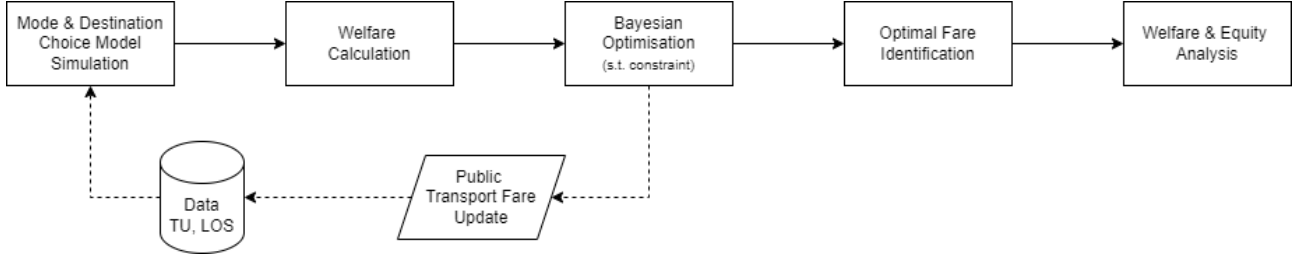 Mode & Destination
Choice Model
Simulation
Welfare
Calculation
Bayesian
Optimisation
(s.t. constraint)
Optimal Fare
Identification
Welfare & Equity
Analysis
Data
TU, LOS
Public
Transport Fare
Update